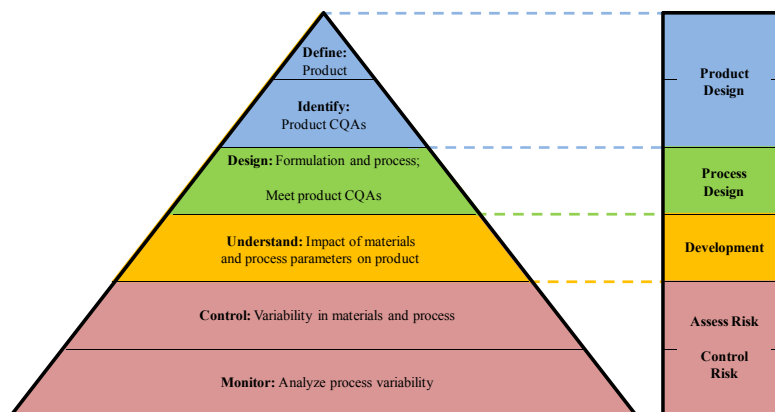 Define:
Product
Identify:
Product CQAs
Design: Formulation and process;
Meet product CQAs
Understand: Impact of materials
and process parameters on product
Control: Variability in materials and process
Monitor: Analyze process variability
Product
Design
Process
Design
Development
Assess Risk
Control
Risk